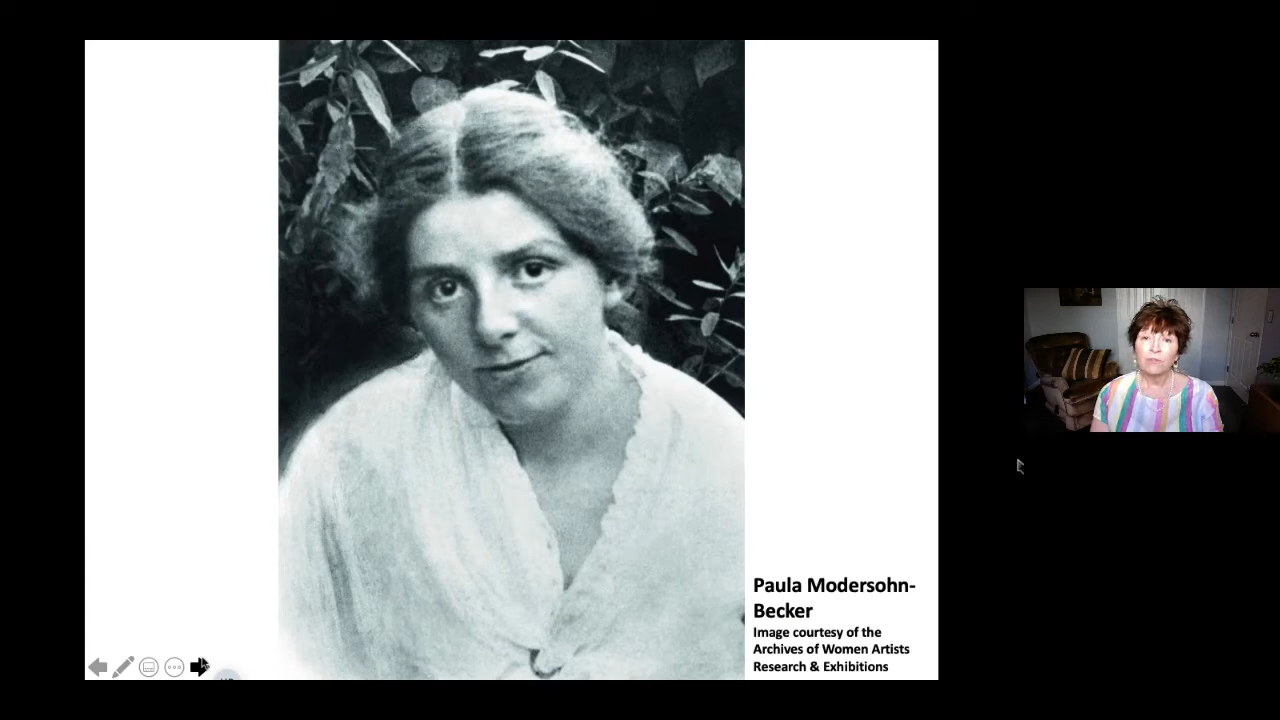 Paula Modersohn-
Becker
Image courtesy of the
Archives of Women Artists
Research & Exhibitions